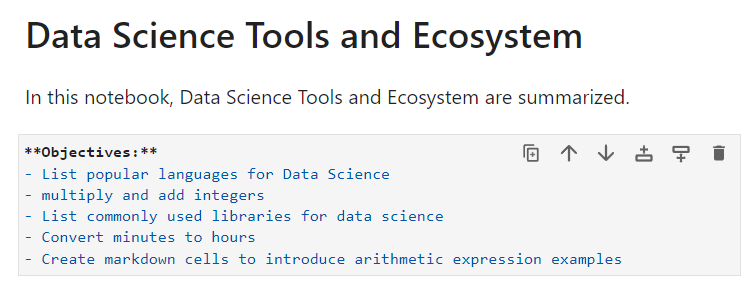 Data Science Tools and Ecosystem
In this notebook, Data Science Tools and Ecosystem are summarized.
**Objectives:**
- List popular languages for Data Science
- multiply and add integers
- List commonly used libraries for data science
- Convert minutes to hours
- Create markdown cells to introduce arithmetic expression examples